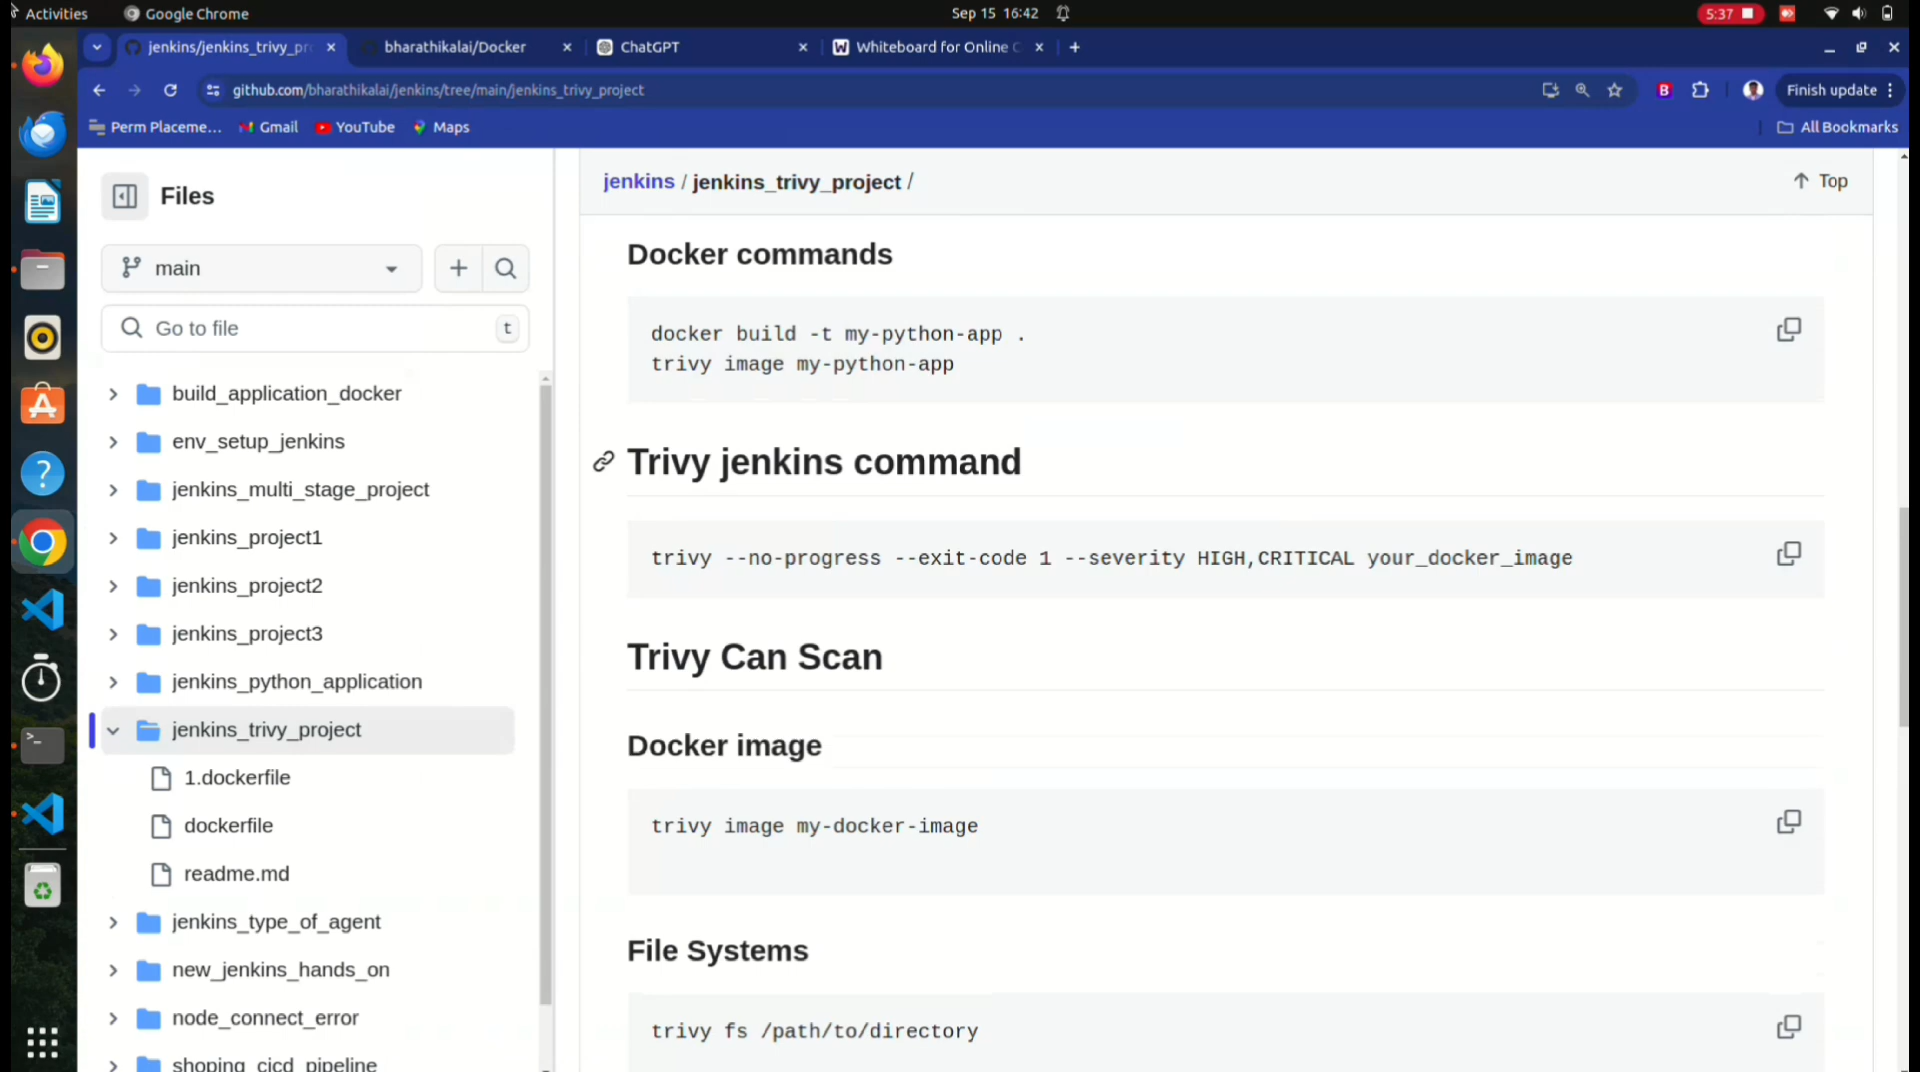 Activities
Google Chrome
Sep 15 16:42
5:37
jenkins/jenkins_trivy_pr
bharathikalai/Docker
ChatGPT
Whiteboard for Online C
github.com/bharathikalai/jenkins/tree/main/jenkins_trivy_project
Finish update
Perm Placeme...
Gmail
YouTube
Maps
All Bookmarks
Files
main
Go to file
t
build_application_docker
env_setup_jenkins
jenkins_multi_stage_project
jenkins_project1
jenkins_project2
jenkins_project3
jenkins_python_application
jenkins_trivy_project
1.dockerfile
dockerfile
readme.md
jenkins_type_of_agent
new_jenkins_hands_on
node_connect_error
shoping_cicd_pipeline
jenkins / jenkins_trivy_project /
Top
Docker commands
docker build -t my-python-app .
trivy image my-python-app
Trivy jenkins command
trivy --no-progress --exit-code 1 --severity HIGH,CRITICAL your_docker_image
Trivy Can Scan
Docker image
trivy image my-docker-image
File Systems
trivy fs /path/to/directory